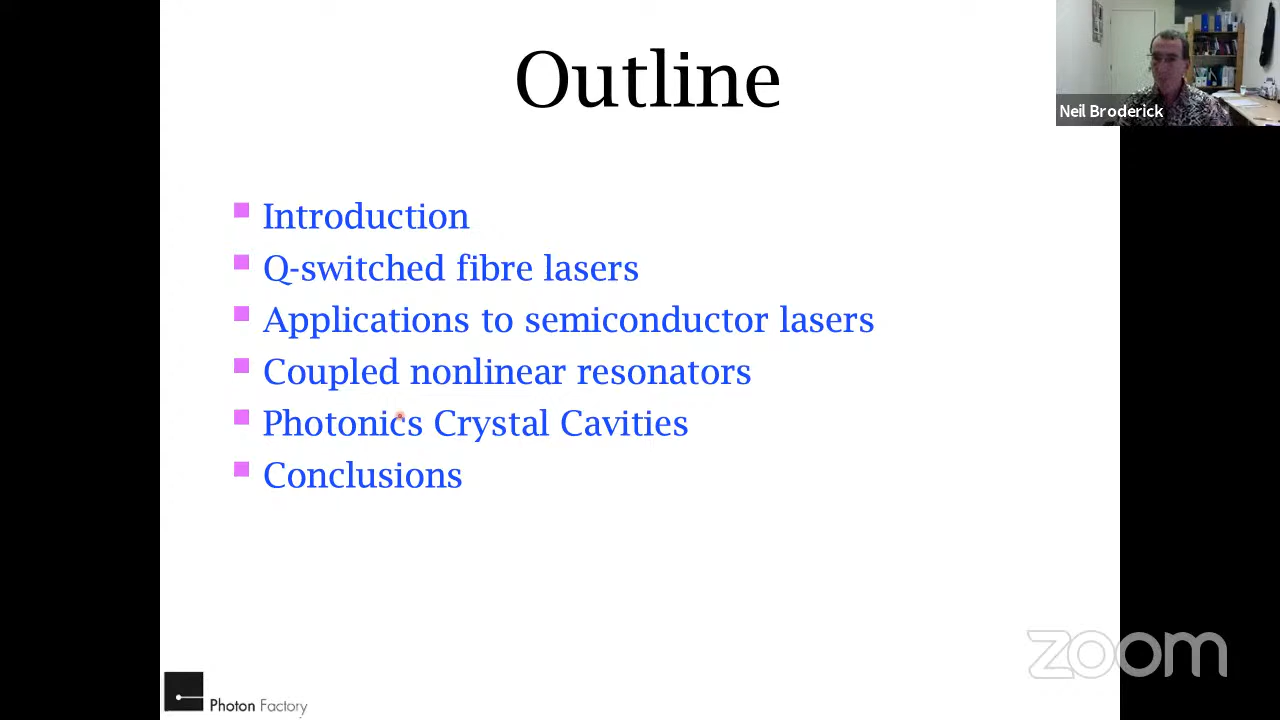 Outline
Neil Broderick
Introduction
Q-switched fibre lasers
Applications to semiconductor lasers
Coupled nonlinear resonators
Photonics Crystal Cavities
Conclusions
zoom
Photon Factory